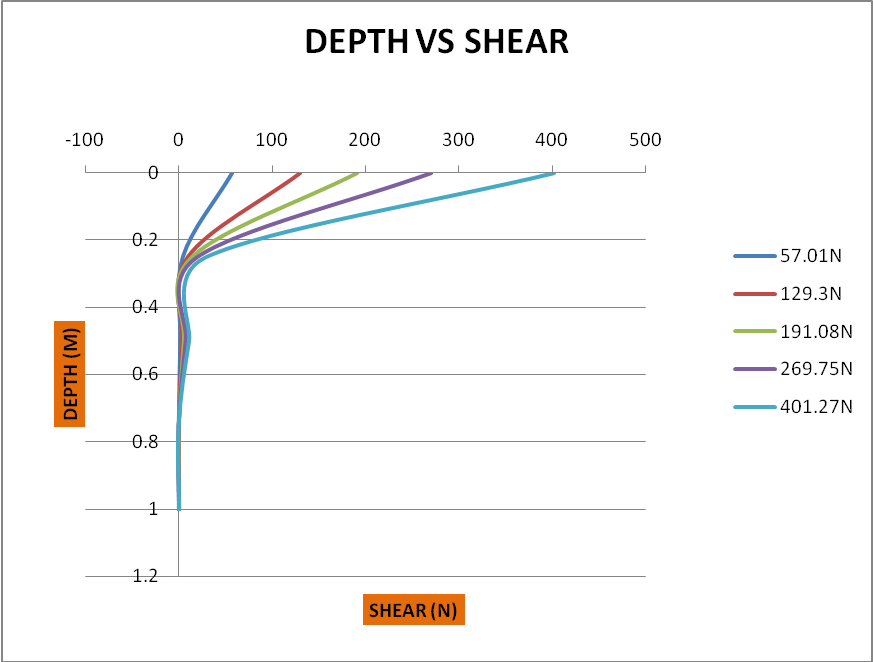 DEPTH VS SHEAR
-100 0 100 200 300 400 500
0
0.2
0.4
0.6
0.8
1
1.2
DEPTH (M)
SHEAR (N)
57.01N
129.3N
191.08N
269.75N
401.27N